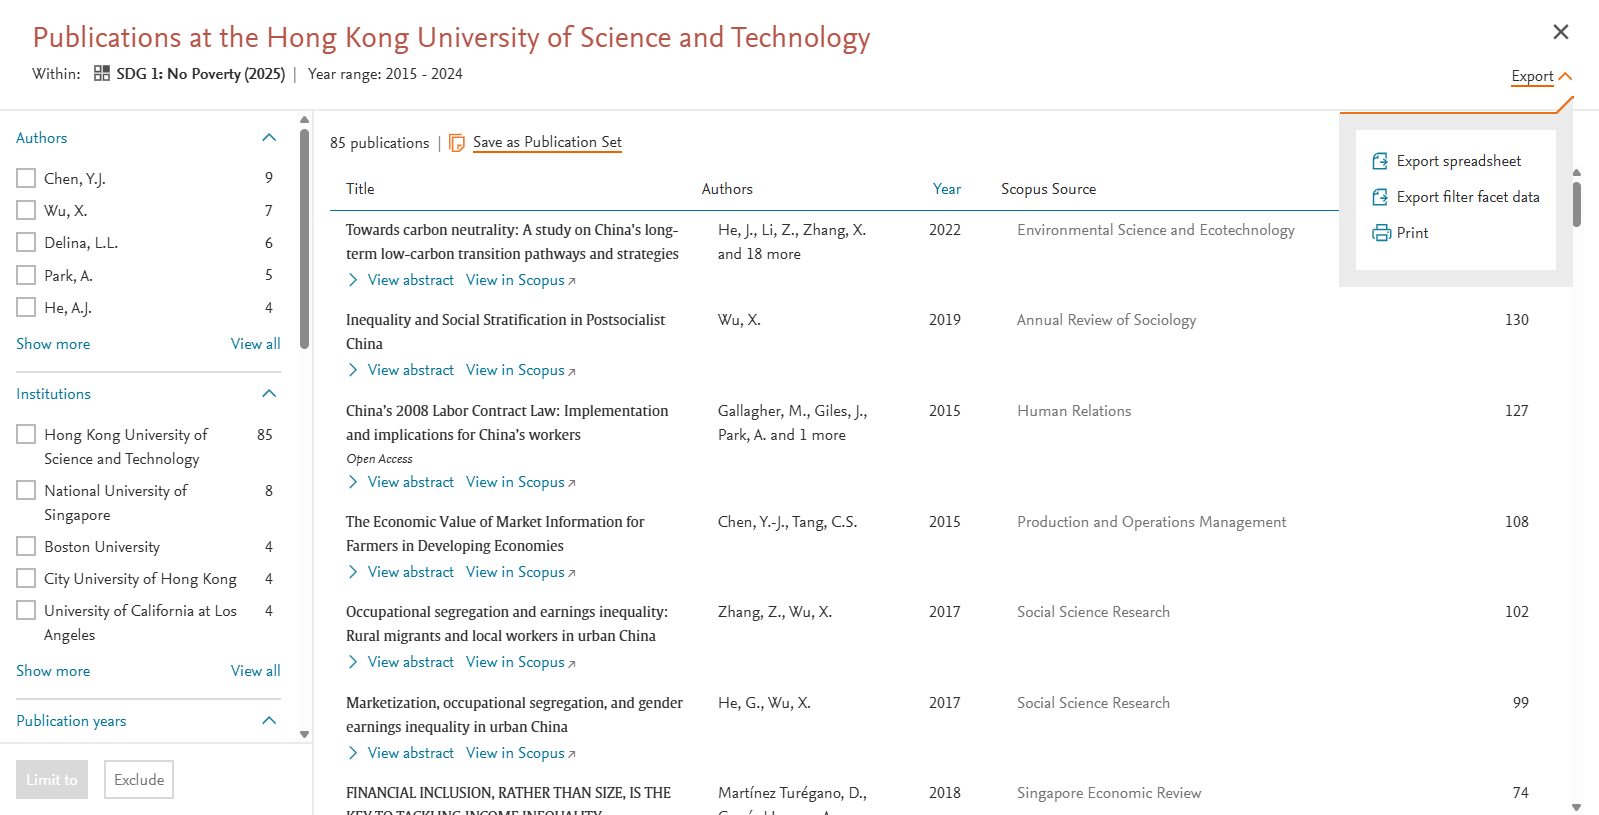 Publications at the Hong Kong University of Science and Technology
Within: SDG 1: No Poverty (2025) | Year range: 2015 - 2024
Export
Export spreadsheet
Export filter facet data
Print
Authors
Chen, Y.J. 9
Wu, X. 7
Delina, L.L. 6
Park, A. 5
He, A.J. 4
Show more View all
Institutions
Hong Kong University of 85
Science and Technology
National University of 8
Singapore
Boston University 4
City University of Hong Kong 4
University of California at Los 4
Angeles
Show more View all
Publication years
Limit to Exclude
85 publications | Save as Publication Set
Title Authors Year Scopus Source
Towards carbon neutrality: A study on China's long- He, J., Li, Z., Zhang, X. 2022 Environmental Science and Ecotechnology
term low-carbon transition pathways and strategies and 18 more
View abstract View in Scopus
Inequality and Social Stratification in Postsocialist Wu, X. 2019 Annual Review of Sociology 130
China
View abstract View in Scopus
China's 2008 Labor Contract Law: Implementation Gallagher, M., Giles, J., 2015 Human Relations 127
and implications for China's workers Park, A. and 1 more
Open Access
View abstract View in Scopus
The Economic Value of Market Information for Chen, Y.-J., Tang, C.S. 2015 Production and Operations Management 108
Farmers in Developing Economies
View abstract View in Scopus
Occupational segregation and earnings inequality: Zhang, Z., Wu, X. 2017 Social Science Research 102
Rural migrants and local workers in urban China
View abstract View in Scopus
Marketization, occupational segregation, and gender He, G., Wu, X. 2017 Social Science Research 99
earnings inequality in urban China
View abstract View in Scopus
FINANCIAL INCLUSION, RATHER THAN SIZE, IS THE Martínez Turégano, D., 2018 Singapore Economic Review 74
KEY TO TACKLING INCOME INEQUALITY